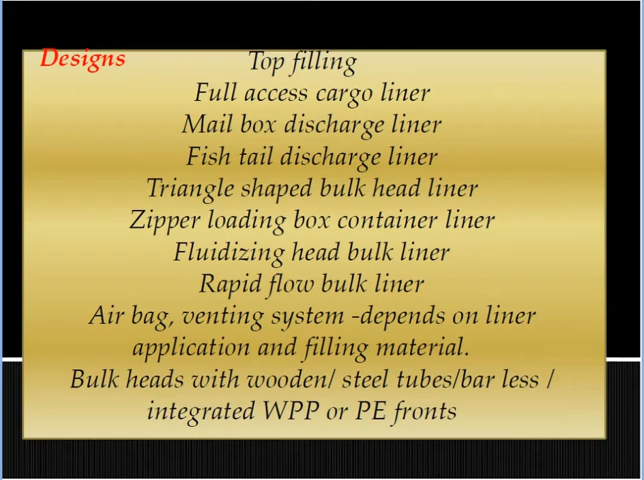 Designs
Top filling
Full access cargo liner
Mail box discharge liner
Fish tail discharge liner
Triangle shaped bulk head liner
Zipper loading box container liner
Fluidizing head bulk liner
Rapid flow bulk liner
Air bag, venting system -depends on liner
application and filling material.
Bulk heads with wooden/ steel tubes/bar less /
integrated WPP or PE fronts